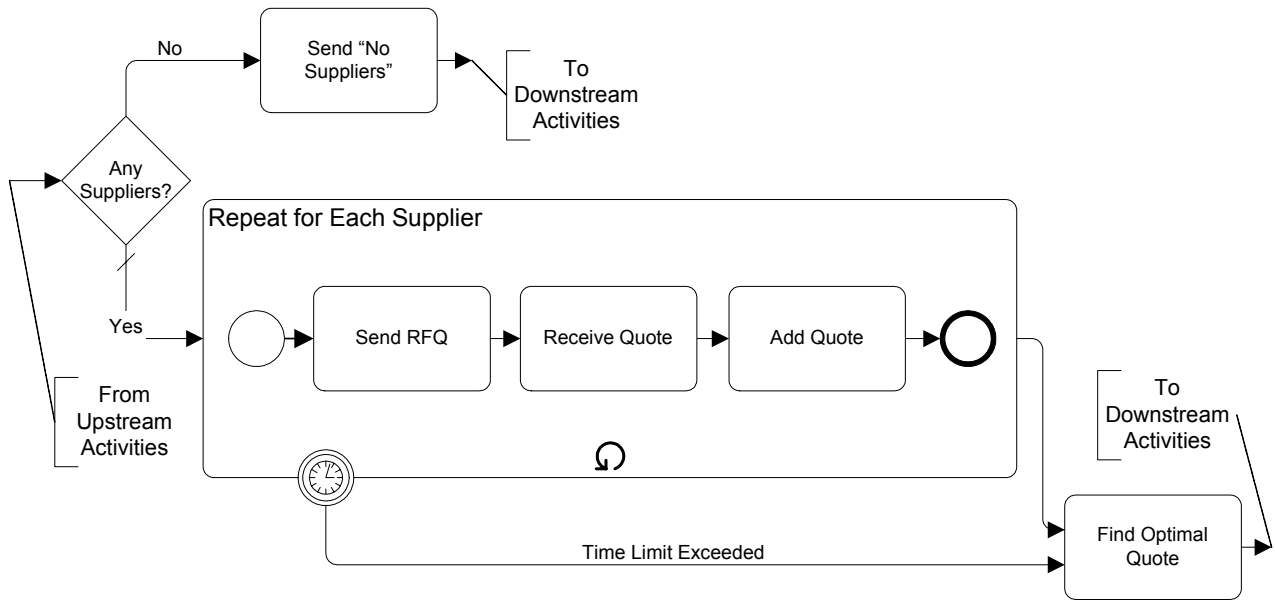 No
Send “No
Suppliers”
To
Downstream
Activities
Any
Suppliers?
Repeat for Each Supplier
Yes
Send RFQ
Receive Quote
Add Quote
From
Upstream
Activities
To
Downstream
Activities
Time Limit Exceeded
Find Optimal
Quote